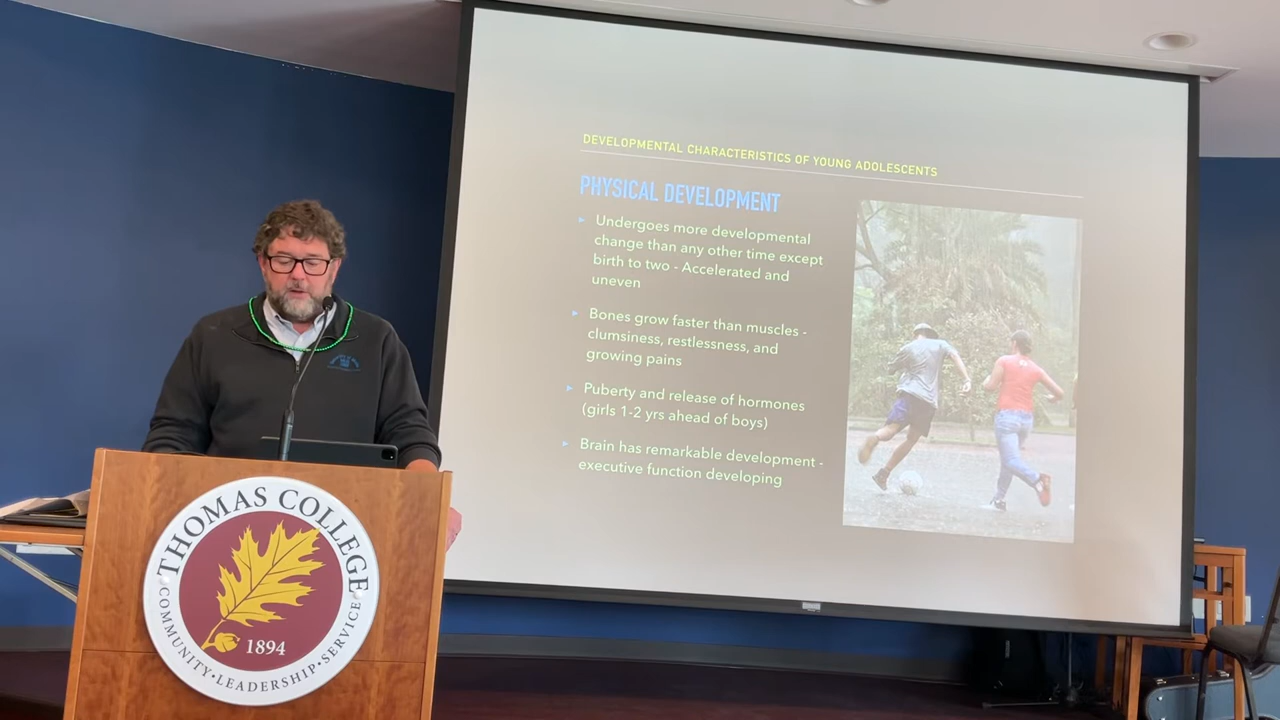 DEVELOPMENTAL CHARACTERISTICS OF YOUNG ADOLESCENTS
PHYSICAL DEVELOPMENT
Undergoes more developmental
change than any other time except
birth to two - Accelerated and
uneven
Bones grow faster than muscles -
clumsiness, restlessness, and
growing pains
Puberty and release of hormones
(girls 1-2 yrs ahead of boys)
Brain has remarkable development -
executive function developing
THOMAS COLLEGE
1894
COMMUNITY • LEADERSHIP • SERVICE